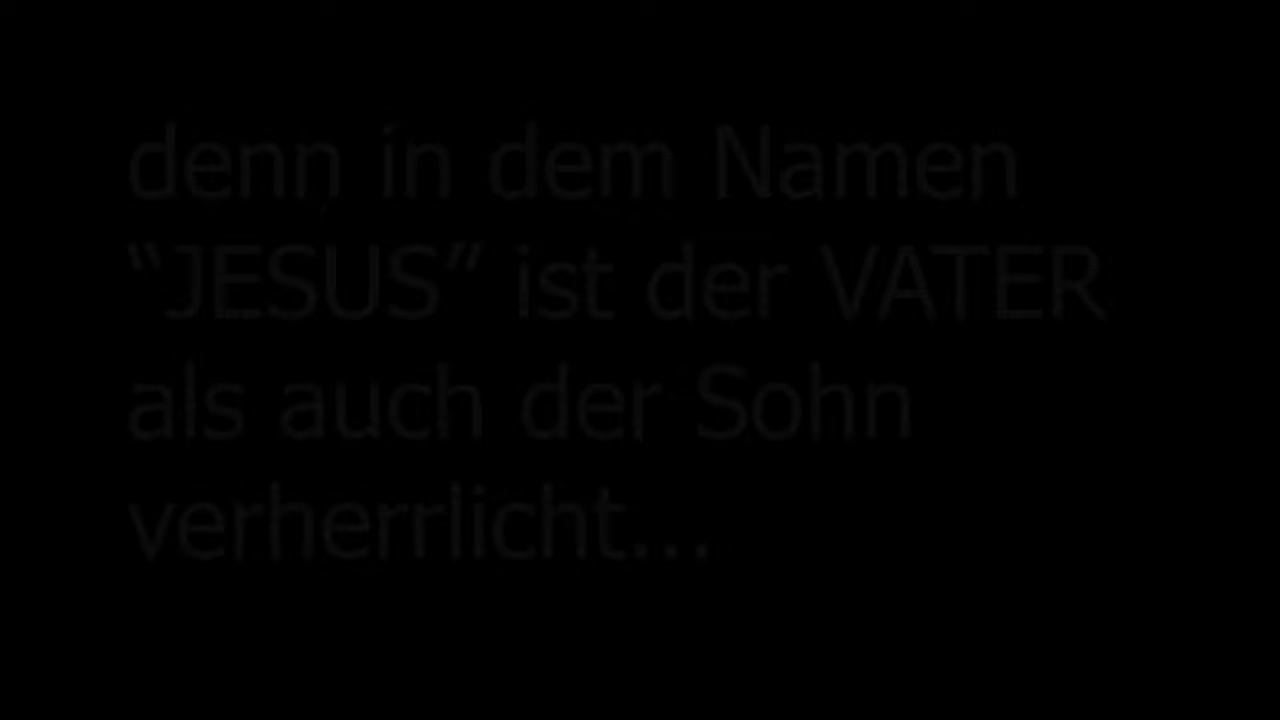 denn in dem Namen
“JESUS” ist der VATER
als auch der Sohn
verherrlicht...